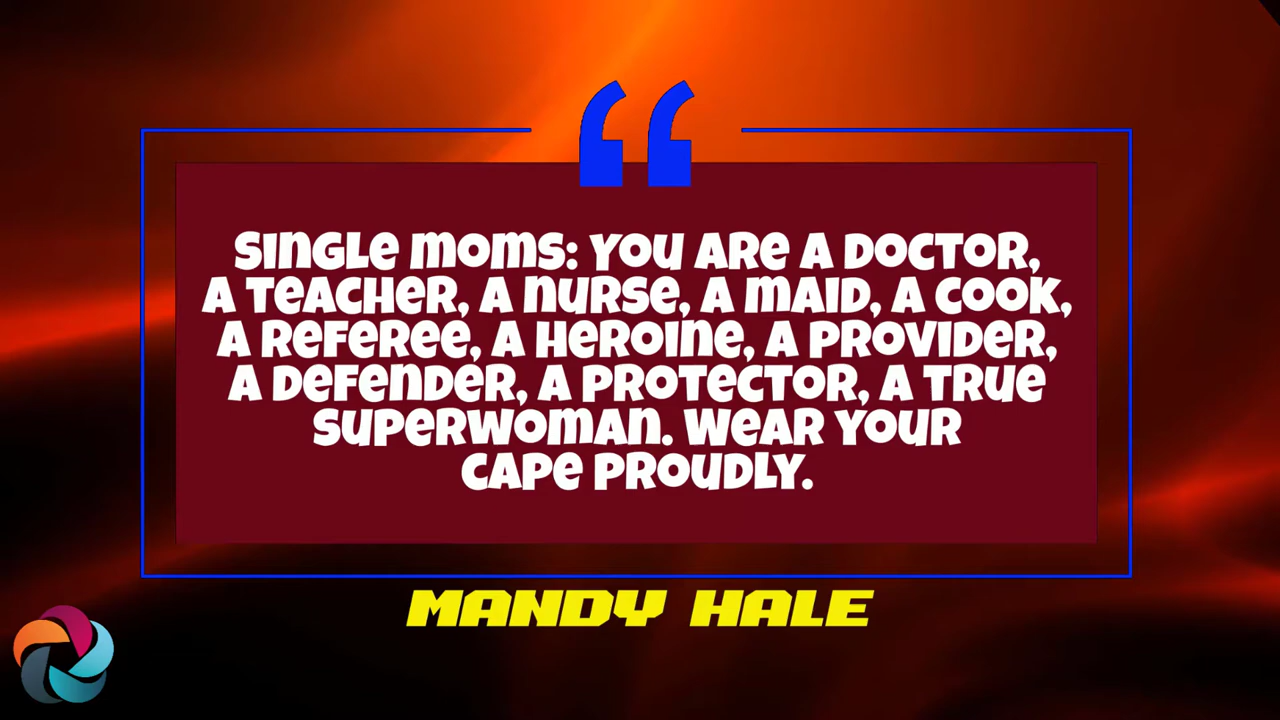 Single moms: You are a doctor,
a teacher, a nurse, a maid, a cook,
a referee, a heroine, a provider,
a defender, a protector, a true
superwoman. Wear your
cape proudly.
MANDY HALE